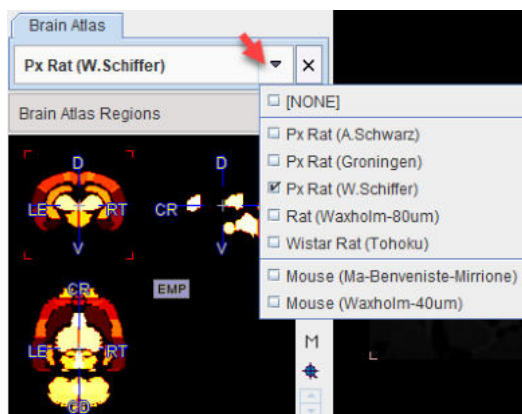 Brain Atlas
Px Rat (W.Schiffer)
Brain Atlas Regions
[NONE]
Px Rat (A.Schwarz)
Px Rat (Groningen)
Px Rat (W.Schiffer)
Rat (Waxholm-80um)
Wistar Rat (Tohoku)
Mouse (Ma-Benveniste-Mirrione)
Mouse (Waxholm-40um)
D
D
LE
RT
CR
V
V
CR
EMP
LE
RT
M
CD